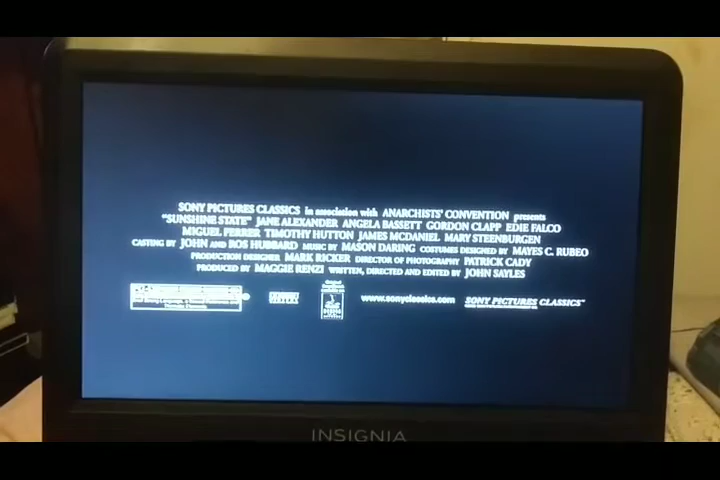 SONY PICTURES CLASSICS in association with ANARCHISTS' CONVENTION presents
"SUNSHINE STATE" JANE ALEXANDER ANGELA BASSETT GORDON CLAPP EDIE FALCO
MIGUEL FERRER TIMOTHY HUTTON JAMES MCDANIEL MARY STEENBURGEN
CASTING BY JOHN AND ROS HUBBARD MUSIC BY MASON DARING COSTUMES DESIGNED BY MAYES C. RUBEO
PRODUCTION DESIGNER MARK RICKER DIRECTOR OF PHOTOGRAPHY PATRICK CADY
PRODUCED BY MAGGIE RENZI WRITTEN, DIRECTED AND EDITED BY JOHN SAYLES
www.sonyclassics.com SONY PICTURES CLASSICS™
INSIGNIA